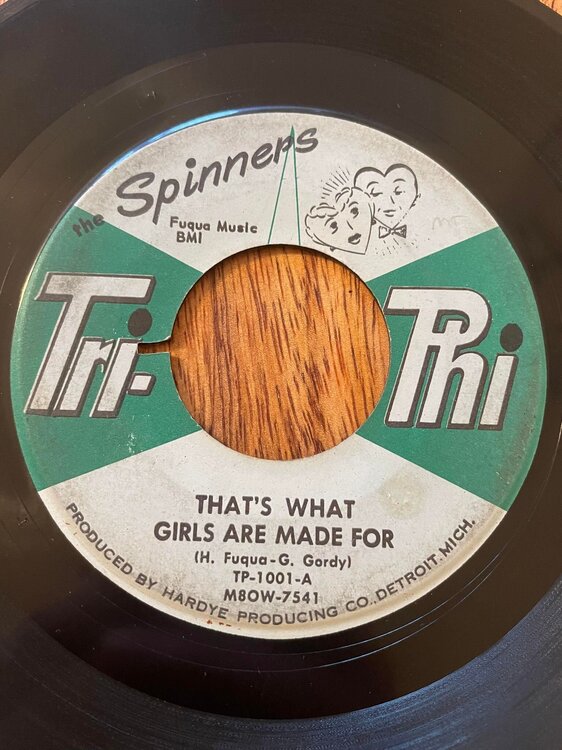 the Spinners
Fuqua Music
BMI
Tri-
Phi
THAT'S WHAT
GIRLS ARE MADE FOR
(H. Fuqua-G. Gordy)
TP-1001-A
M8OW-7541
PRODUCED BY HARDYE PRODUCING CO., DETROIT, MICH.